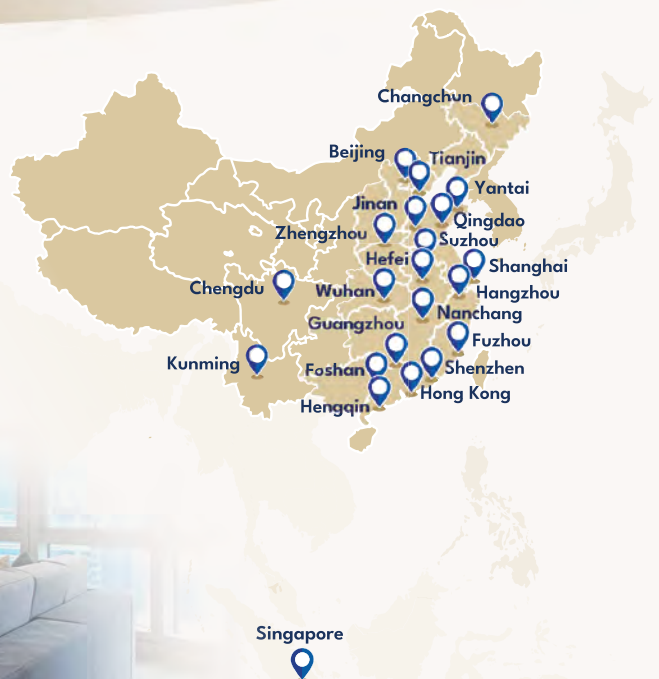 Changchun
Beijing
Tianjin
Yantai
Jinan
Qingdao
Zhengzhou
Suzhou
Hefei
Shanghai
Chengdu
Wuhan
Hangzhou
Nanchang
Guangzhou
Fuzhou
Kunming
Foshan
Shenzhen
Hong Kong
Hengqin
Singapore